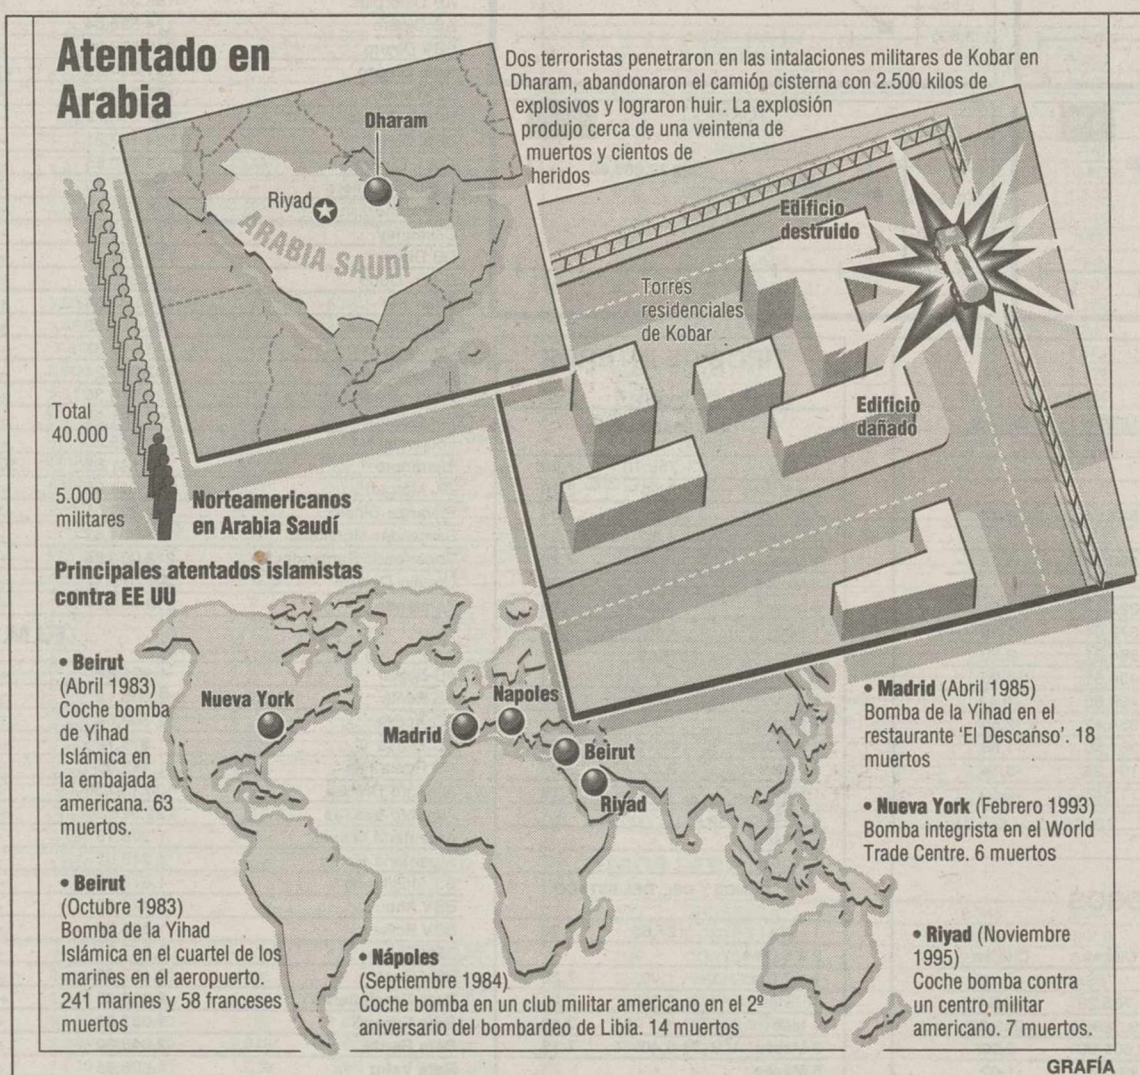 Atentado en
Arabia
Dos terroristas penetraron en las intalaciones militares de Kobar en
Dharam, abandonaron el camión cisterna con 2.500 kilos de
explosivos y lograron huir. La explosión
produjo cerca de una veintena de
muertos y cientos de
heridos
Dharam
Riyad
ARABIA SAUDÍ
Edificio
destruido
Torres
residenciales
de Kobar
Edificio
dañado
Total
40.000
5.000
militares
Norteamericanos
en Arabia Saudí
Principales atentados islamistas
contra EE UU
• Beirut
(Abril 1983)
Coche bomba
de Yihad
Islámica en
la embajada
americana. 63
muertos.
• Beirut
(Octubre 1983)
Bomba de la Yihad
Islámica en el cuartel de los
marines en el aeropuerto.
241 marines y 58 franceses
muertos
Nueva York
Madrid
Napoles
Beirut
Riyad
• Nápoles
(Septiembre 1984)
Coche bomba en un club militar americano en el 2º
aniversario del bombardeo de Libia. 14 muertos
• Madrid (Abril 1985)
Bomba de la Yihad en el
restaurante 'El Descanso'. 18
muertos
• Nueva York (Febrero 1993)
Bomba integrista en el World
Trade Centre. 6 muertos
• Riyad (Noviembre
1995)
Coche bomba contra
un centro militar
americano. 7 muertos.
GRAFÍA